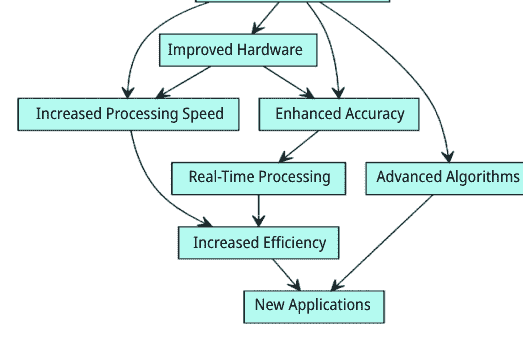 Improved Hardware
Increased Processing Speed
Enhanced Accuracy
Real-Time Processing
Advanced Algorithms
Increased Efficiency
New Applications